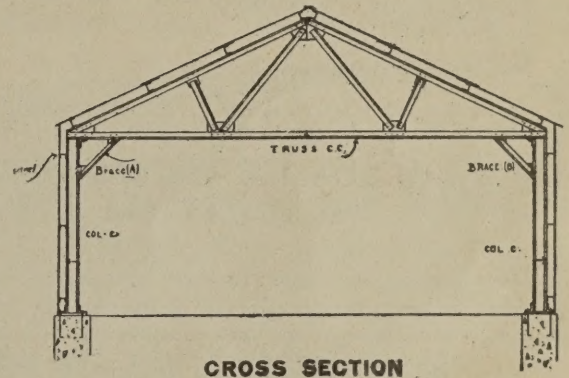 TRUSS C.C.
Brace(A)
BRACE (B)
COL-C
COL C.
CROSS SECTION